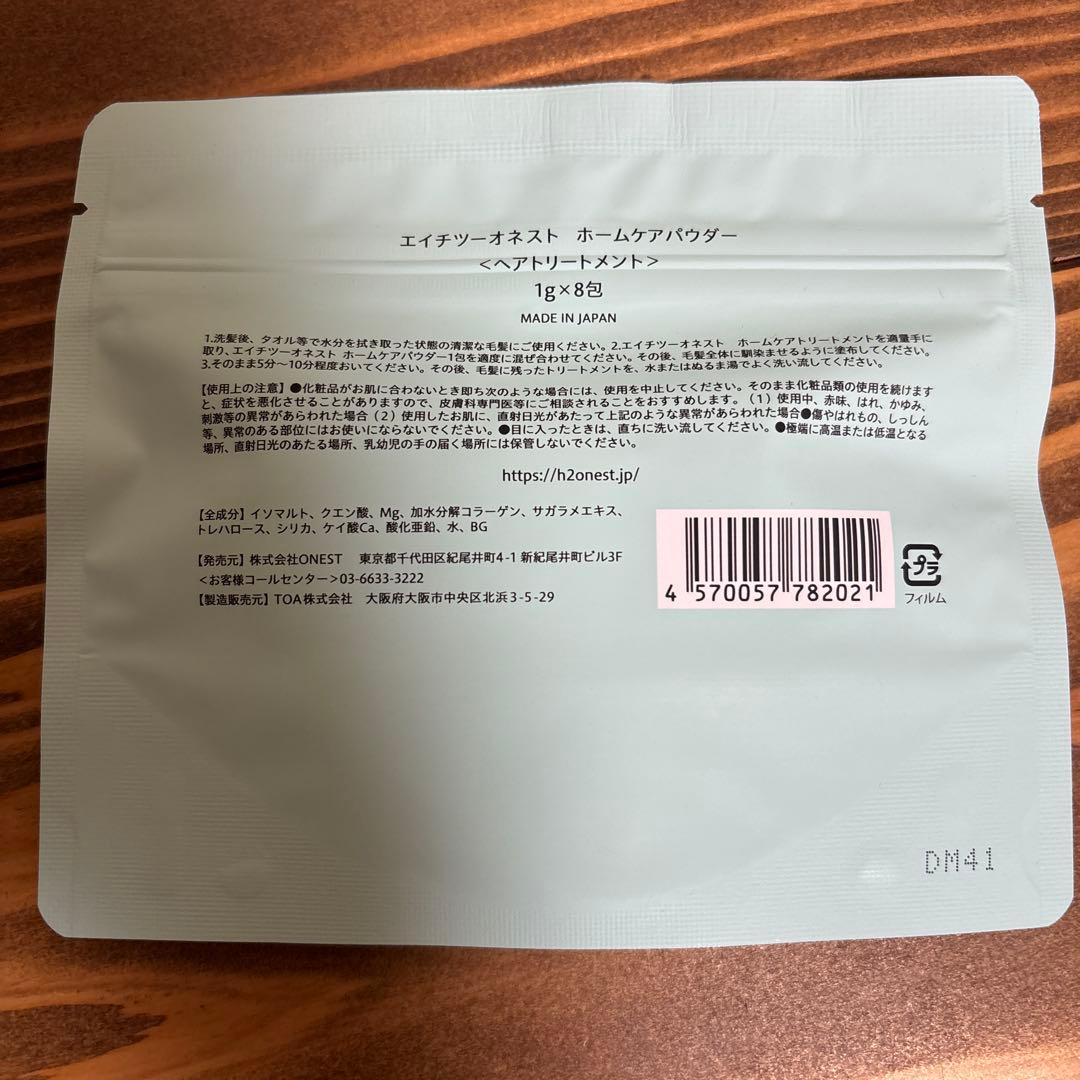 エイチツーオネスト　ホームケアパウダー
＜ヘアトリートメント＞
1g×8包
MADE IN JAPAN
1.洗髪後、タオル等で水分を拭き取った状態の清潔な毛髪にご使用ください。2.エイチツーオネスト　ホームケアトリートメントを適量手に
取り、エイチツーオネスト ホームケアパウダー1包を適度に混ぜ合わせてください。その後、毛髪全体に馴染ませるように塗布してください。
3.そのまま5分～10分程度おいてください。その後、毛髪に残ったトリートメントを、水またはぬるま湯でよく洗い流してください。
【使用上の注意】●化粧品がお肌に合わないとき即ち次のような場合には、使用を中止してください。そのまま化粧品類の使用を続けます
と、症状を悪化させることがありますので、皮膚科専門医等にご相談されることをおすすめします。（1）使用中、赤味、はれ、かゆみ、
刺激等の異常があらわれた場合（2）使用したお肌に、直射日光があたって上記のような異常があらわれた場合●傷やはれもの、しっしん
等、異常のある部位にはお使いにならないでください。●目に入ったときは、直ちに洗い流してください。●極端に高温または低温となる
場所、直射日光のあたる場所、乳幼児の手の届く場所には保管しないでください。
https://h2onest.jp/
【全成分】イソマルト、クエン酸、Mg、加水分解コラーゲン、サガラメエキス、
トレハロース、シリカ、ケイ酸Ca、酸化亜鉛、水、BG
【発売元】株式会社ONEST　東京都千代田区紀尾井町4-1 新紀尾井町ビル3F
＜お客様コールセンター＞03-6633-3222
【製造販売元】TOA株式会社　大阪府大阪市中央区北浜3-5-29
4 570057 782021
プラ
フィルム
DM41